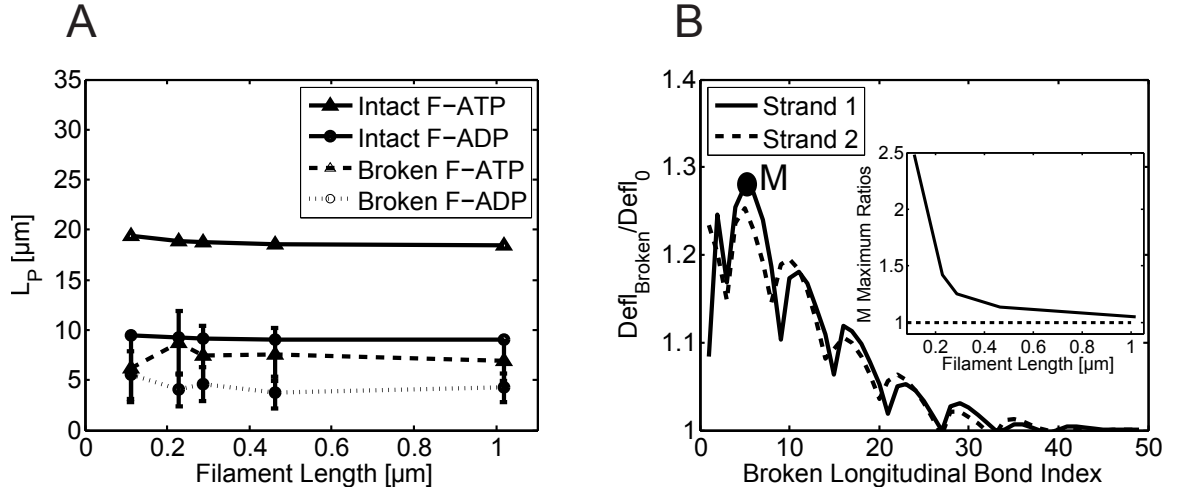 A
35
30
25
20
15
10
5
0
L_P [µm]
0
0.2
0.4
0.6
0.8
1
Filament Length [µm]
Intact F−ATP
Intact F−ADP
Broken F−ATP
Broken F−ADP
B
1.4
1.3
1.2
1.1
1
Defl_Broken/Defl_0
0
10
20
30
40
50
Broken Longitudinal Bond Index
Strand 1
Strand 2
M
2.5
2
1.5
1
M Maximum Ratios
0.2
0.4
0.6
0.8
1
Filament Length [µm]